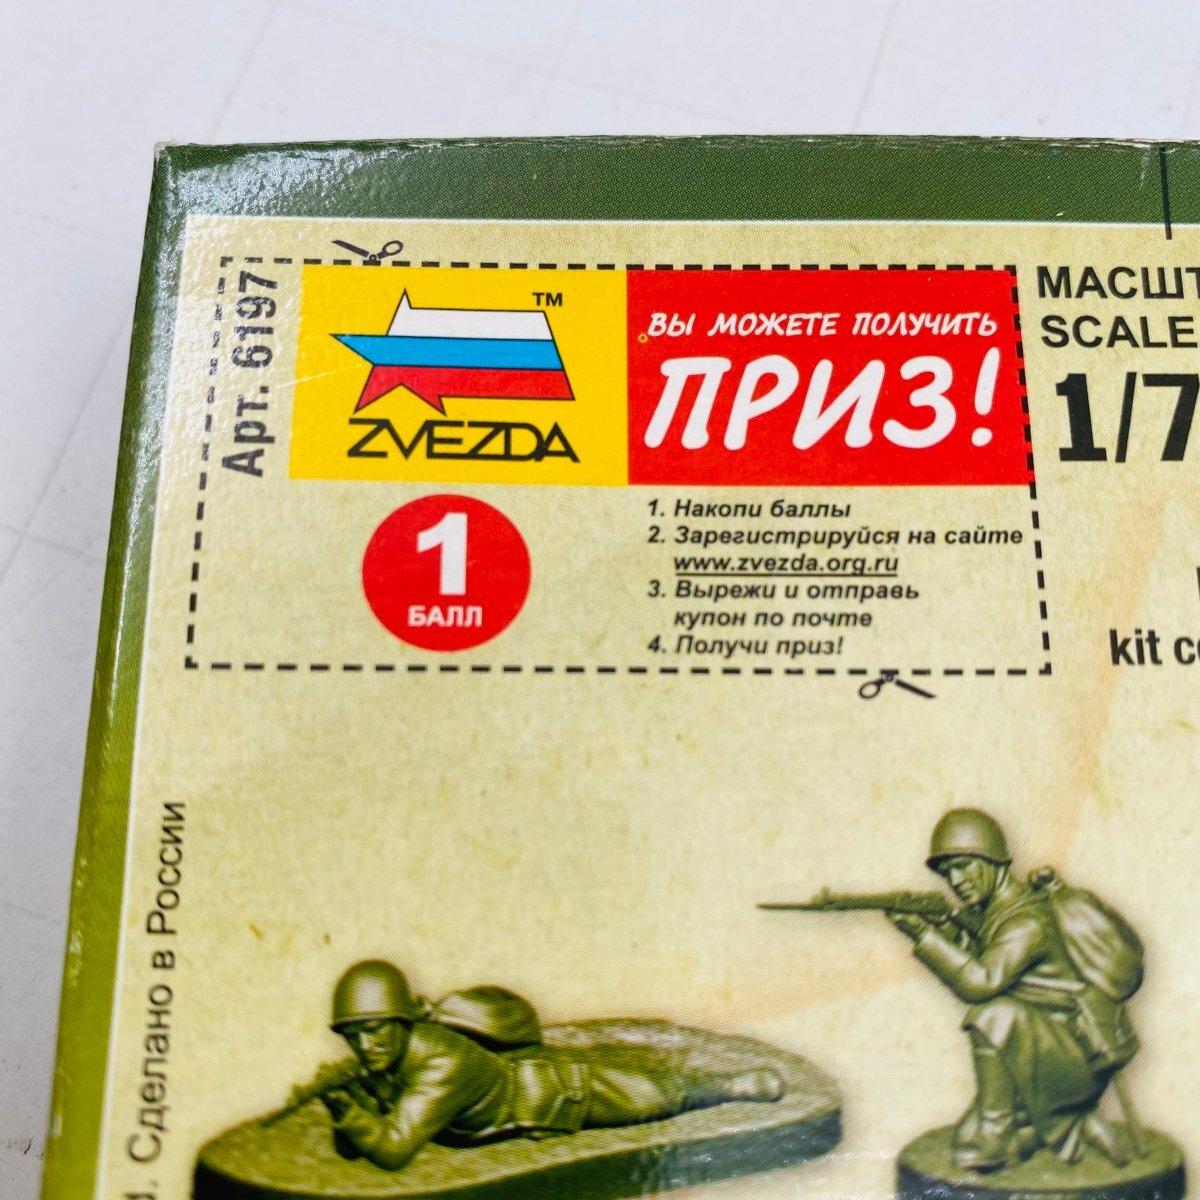 Арт. 6197
TM
ZVEZDA
ВЫ МОЖЕТЕ ПОЛУЧИТЬ
ПРИЗ!
1
БАЛЛ
1. Накопи баллы
2. Зарегистрируйся на сайте
www.zvezda.org.ru
3. Вырежи и отправь
купон по почте
4. Получи приз!
МАСШТ
SCALE
1/7
kit
Сделано в России